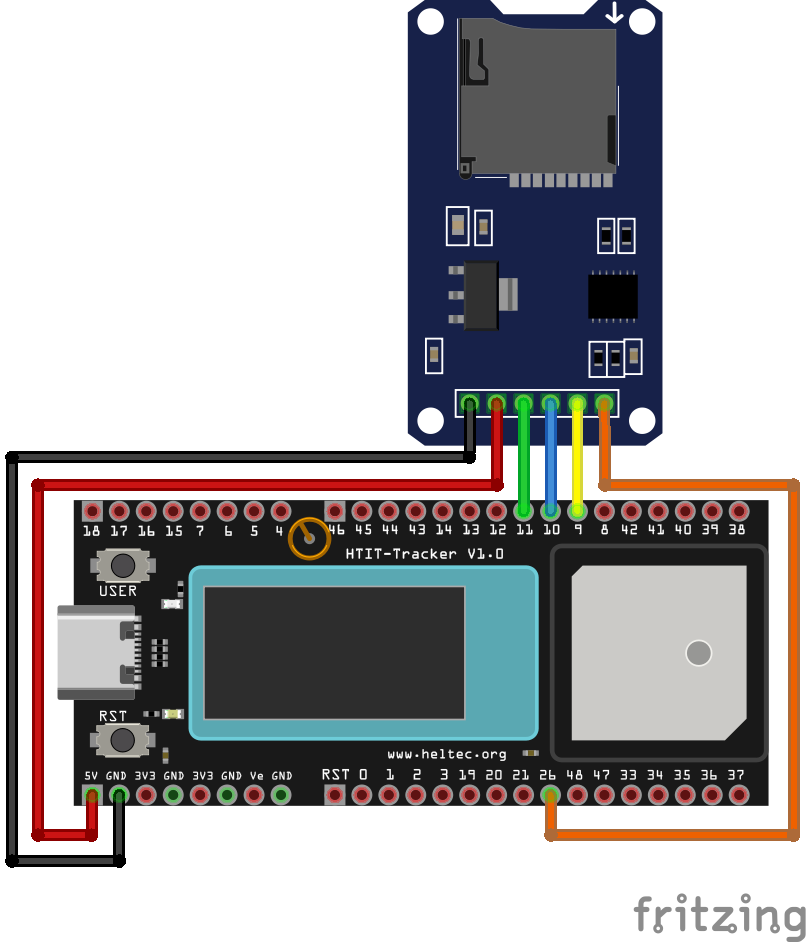 18 17 16 15 7 6 5 4 46 45 44 43 14 13 12 11 10 9 8 42 41 40 39 38
HTIT-Tracker V1.0
USER
RST
www.heltec.org
5V GND 3V3 GND 3V3 GND Ve GND RST 0 1 2 3 19 20 21 26 48 47 33 34 35 36 37
fritzing